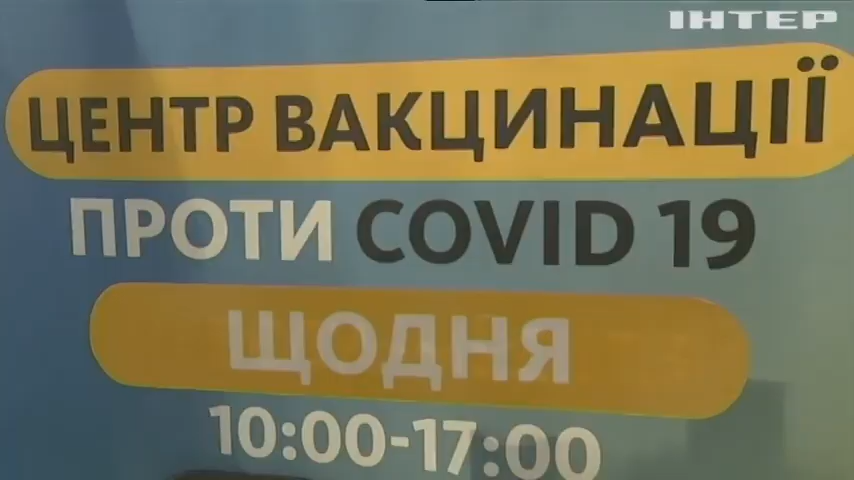 ІНТЕР
ЦЕНТР ВАКЦИНАЦІЇ
ПРОТИ COVID 19
ЩОДНЯ
10:00-17:00